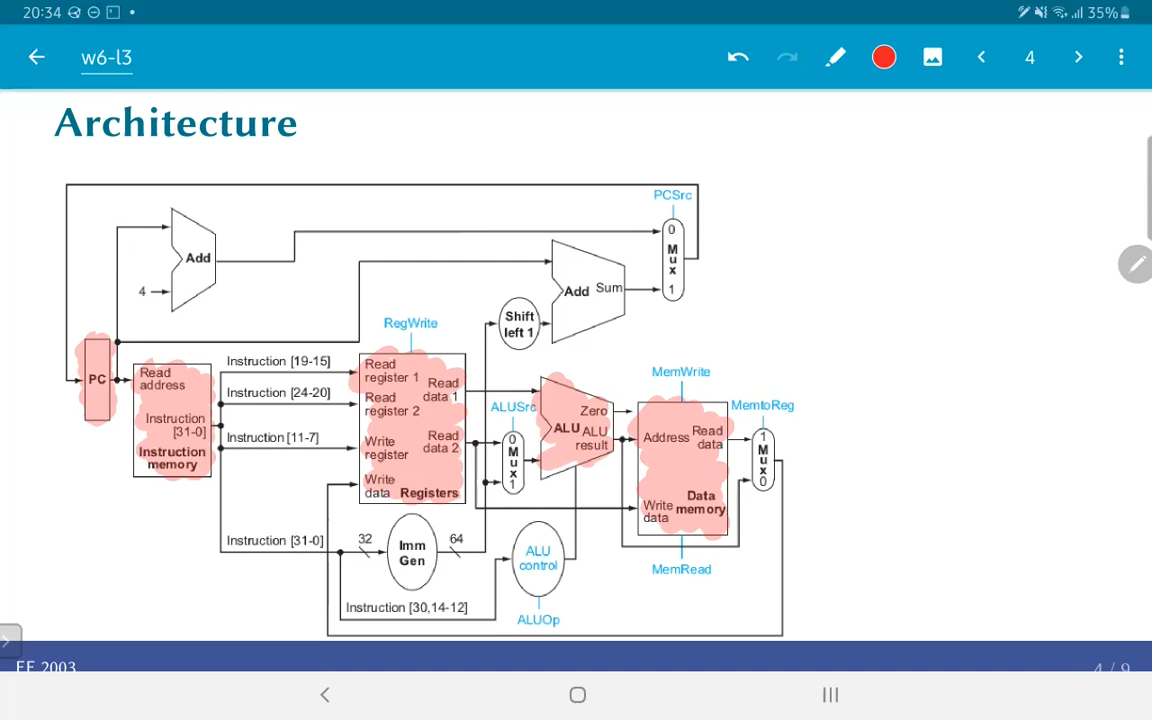 20:34 35%
w6-l3 4
Architecture
PCSrc
0
Mux
1
Add
4
Add Sum
Shift
left 1
RegWrite
PC
Read
address
Instruction
[31-0]
Instruction
memory
Instruction [19-15]
Instruction [24-20]
Instruction [11-7]
Instruction [31-0]
Read
register 1
Read
data 1
Read
register 2
Write
register
Read
data 2
Write
data
Registers
ALUSrc
0
Mux
1
Zero
ALU
ALU
result
MemWrite
Address
Read
data
Write
data
Data
memory
MemRead
MemtoReg
1
Mux
0
32
Imm
Gen
64
ALU
control
ALUOp
Instruction [30,14-12]
EE 2003
4 / 9